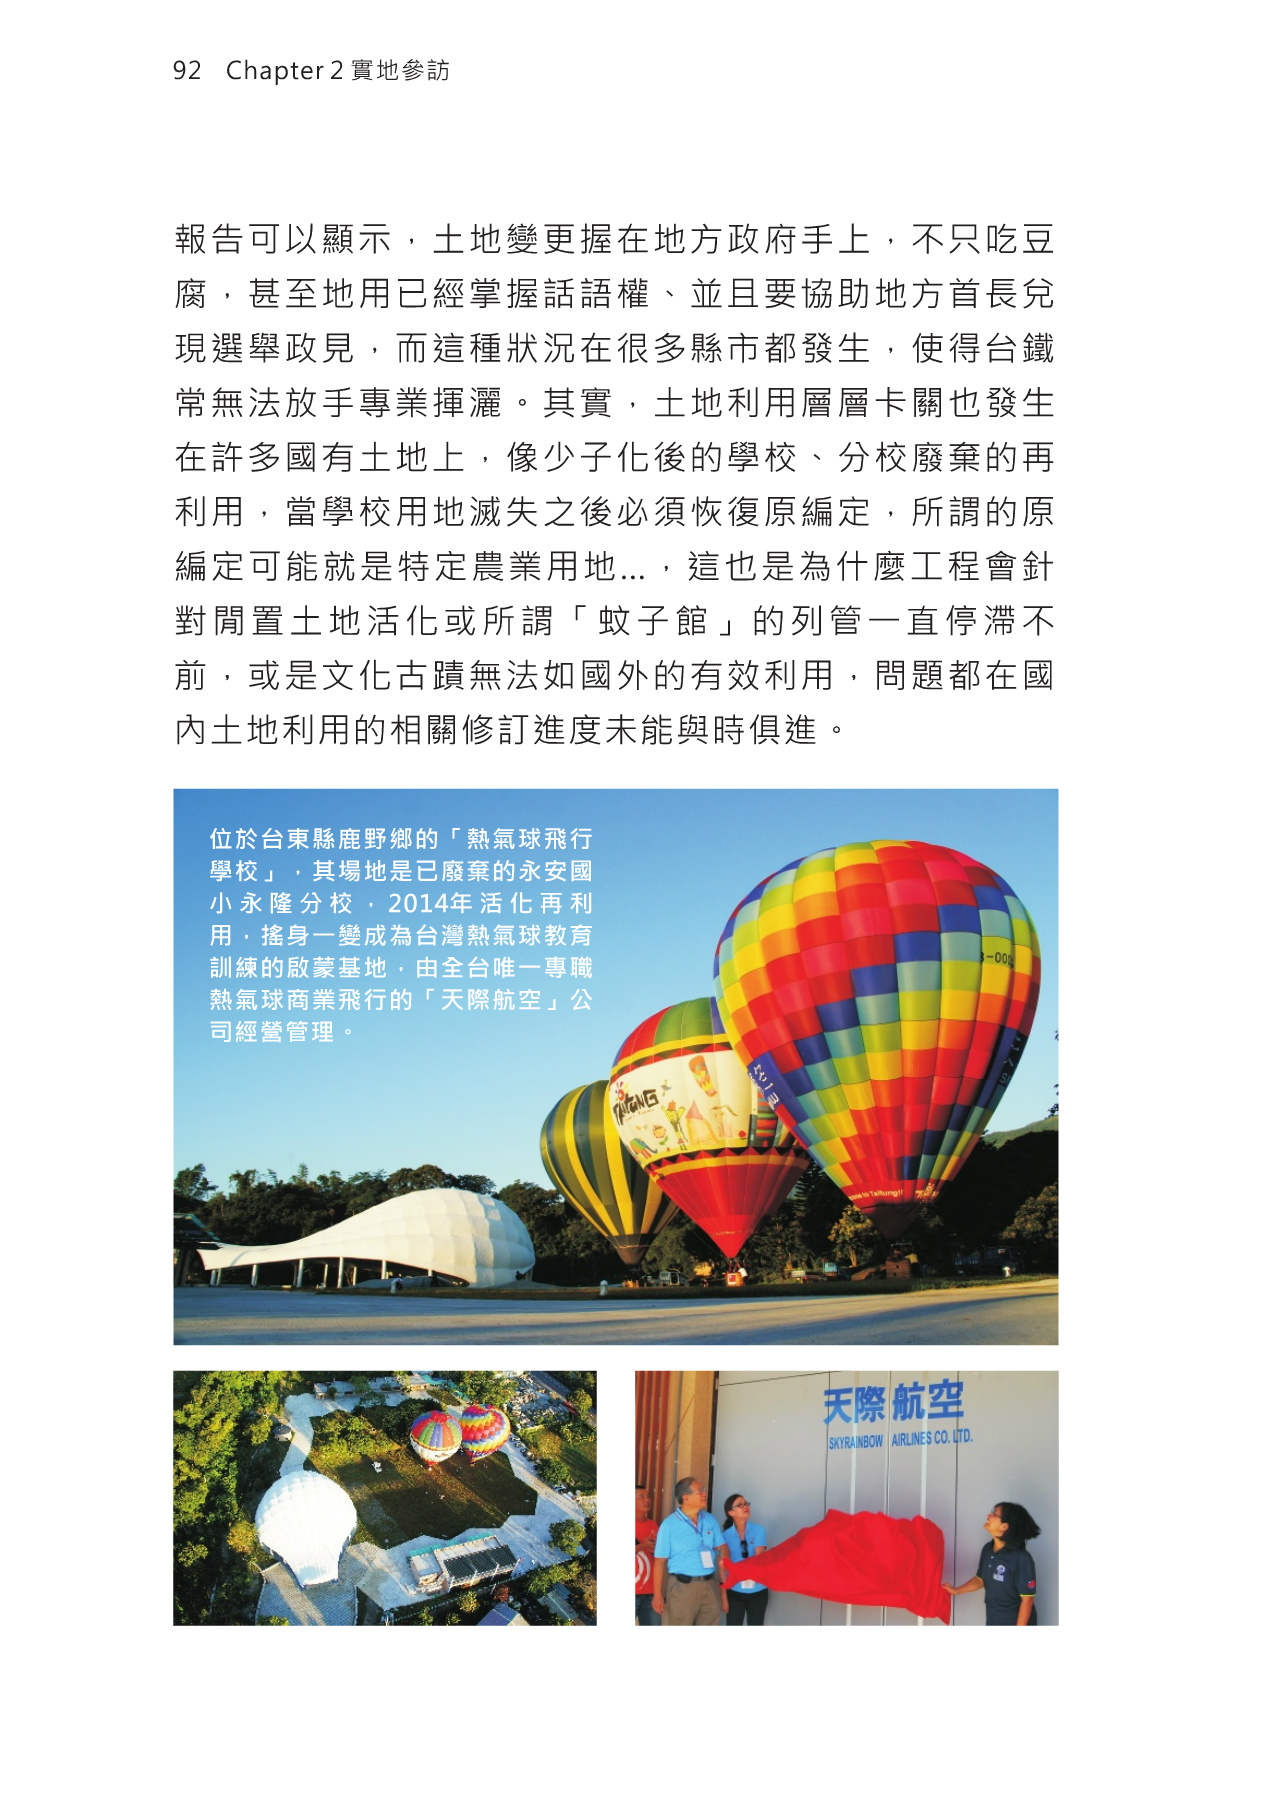 92 Chapter 2 實地參訪
報告可以顯示，土地變更握在地方政府手上，不只吃豆
腐，甚至地用已經掌握話語權、並且要協助地方首長兌
現選舉政見，而這種狀況在很多縣市都發生，使得台鐵
常無法放手專業揮灑。其實，土地利用層層卡關也發生
在許多國有土地上，像少子化後的學校、分校廢棄的再
利用，當學校用地滅失之後必須恢復原編定，所謂的原
編定可能就是特定農業用地...，這也是為什麼工程會針
對閒置土地活化或所謂「蚊子館」的列管一直停滯不
前，或是文化古蹟無法如國外的有效利用，問題都在國
內土地利用的相關修訂進度未能與時俱進。
位於台東縣鹿野鄉的「熱氣球飛行
學校」，其場地是已廢棄的永安國
小永隆分校，2014年活化再利
用，搖身一變成為台灣熱氣球教育
訓練的啟蒙基地，由全台唯一專職
熱氣球商業飛行的「天際航空」公
司經營管理。
TAITUNG
天際航空
SKYRAINBOW AIRLINES CO. LTD.